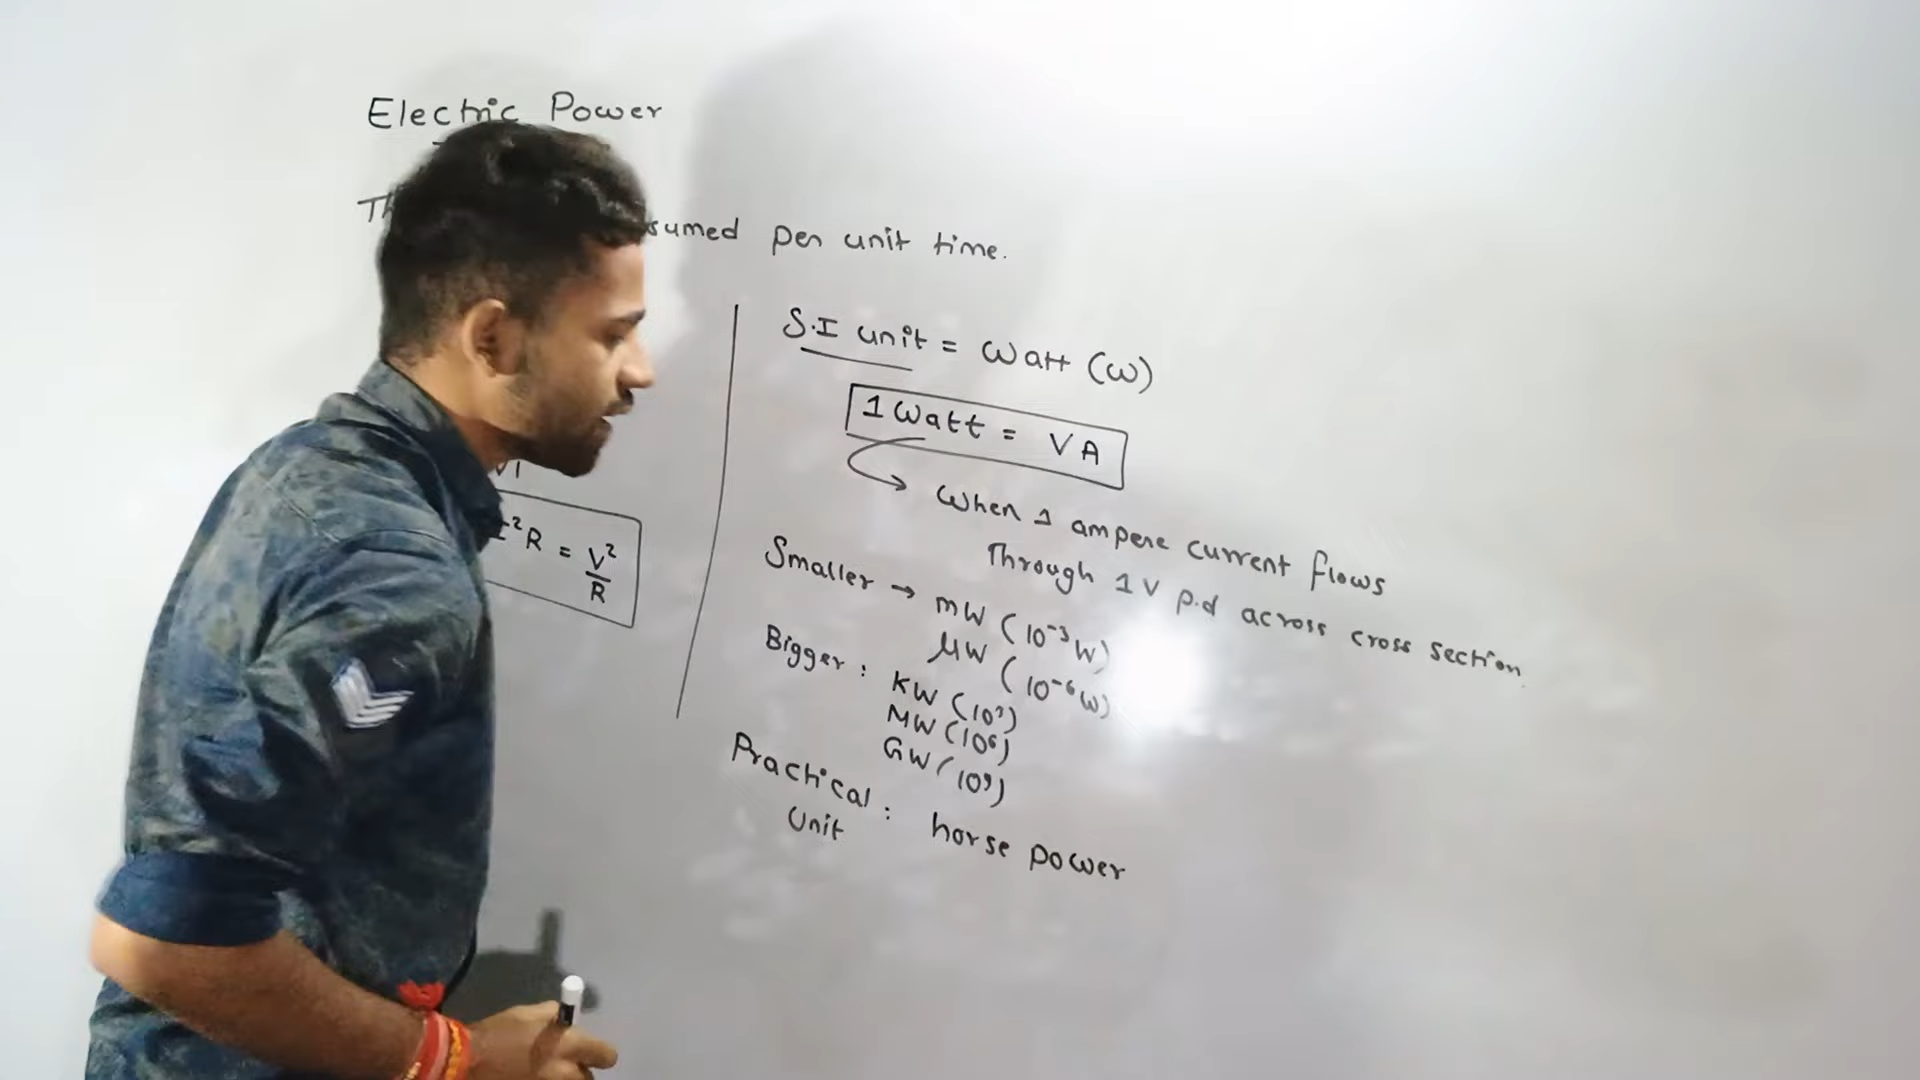 Electric Power
per unit time.
VI
²R = V²/R
S.I unit = Watt (W)
1 Watt = VA
When 1 ampere current flows
Through 1 V p.d across cross section.
Smaller → mW (10⁻³ W)
μW (10⁻⁶ W)
Bigger : KW (10³)
MW (10⁶)
GW (10⁹)
Practical : horse power
Unit